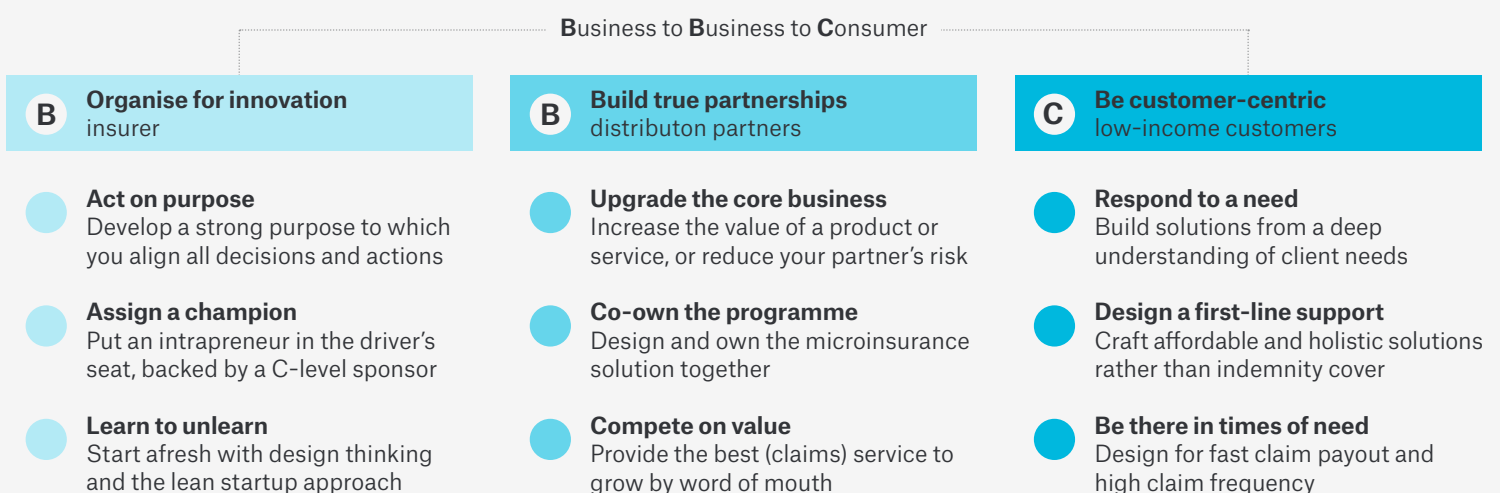 Business to Business to Consumer
B
Organise for innovation
insurer
Act on purpose
Develop a strong purpose to which
you align all decisions and actions
Assign a champion
Put an intrapreneur in the driver's
seat, backed by a C-level sponsor
Learn to unlearn
Start afresh with design thinking
and the lean startup approach
B
Build true partnerships
distributon partners
Upgrade the core business
Increase the value of a product or
service, or reduce your partner's risk
Co-own the programme
Design and own the microinsurance
solution together
Compete on value
Provide the best (claims) service to
grow by word of mouth
C
Be customer-centric
low-income customers
Respond to a need
Build solutions from a deep
understanding of client needs
Design a first-line support
Craft affordable and holistic solutions
rather than indemnity cover
Be there in times of need
Design for fast claim payout and
high claim frequency